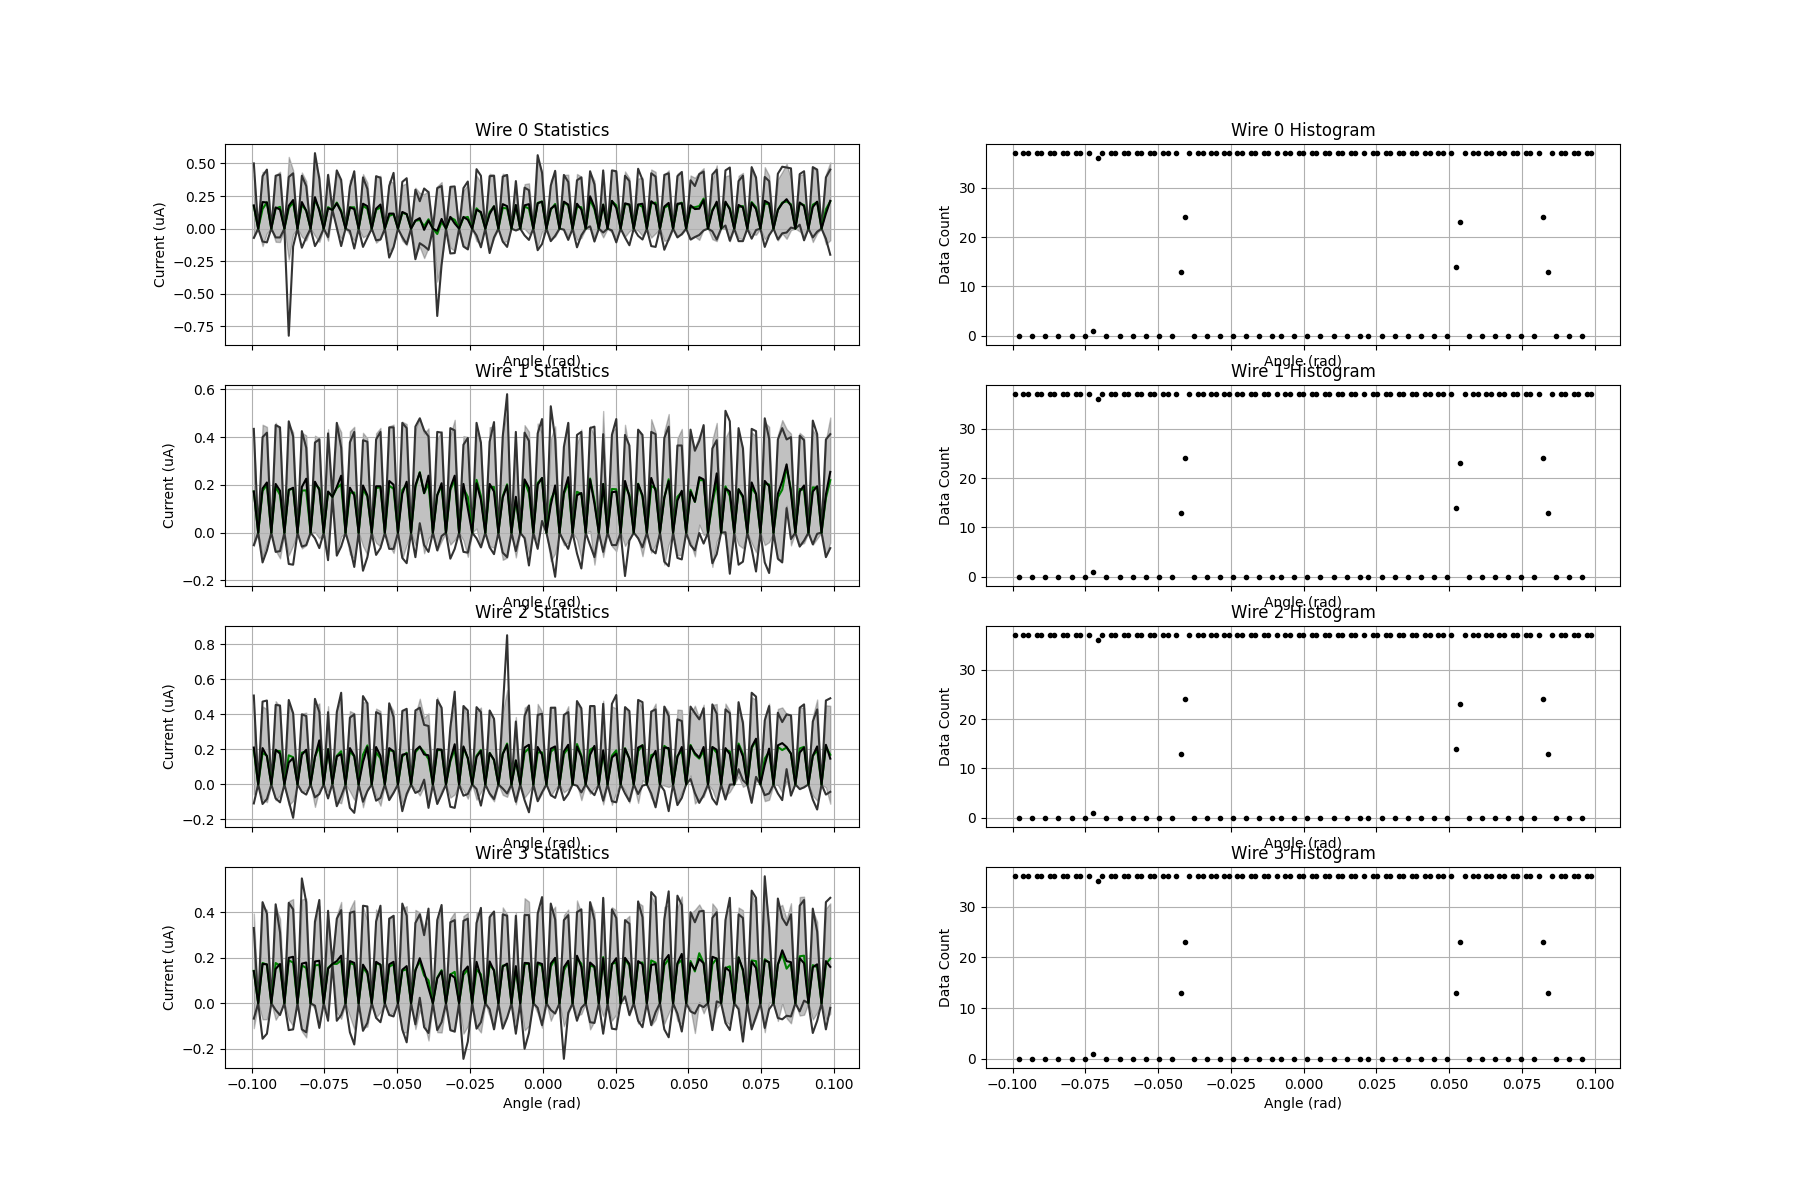 Wire 0 Statistics
Current (uA)
0.50
0.25
0.00
−0.25
−0.50
−0.75
Angle (rad)
Wire 0 Histogram
Data Count
30
20
10
0
Angle (rad)
Wire 1 Statistics
Current (uA)
0.6
0.4
0.2
0.0
−0.2
Angle (rad)
Wire 1 Histogram
Data Count
30
20
10
0
Angle (rad)
Wire 2 Statistics
Current (uA)
0.8
0.6
0.4
0.2
0.0
−0.2
Angle (rad)
Wire 2 Histogram
Data Count
30
20
10
0
Angle (rad)
Wire 3 Statistics
Current (uA)
0.4
0.2
0.0
−0.2
−0.100 −0.075 −0.050 −0.025 0.000 0.025 0.050 0.075 0.100
Angle (rad)
Wire 3 Histogram
Data Count
30
20
10
0
−0.100 −0.075 −0.050 −0.025 0.000 0.025 0.050 0.075 0.100
Angle (rad)